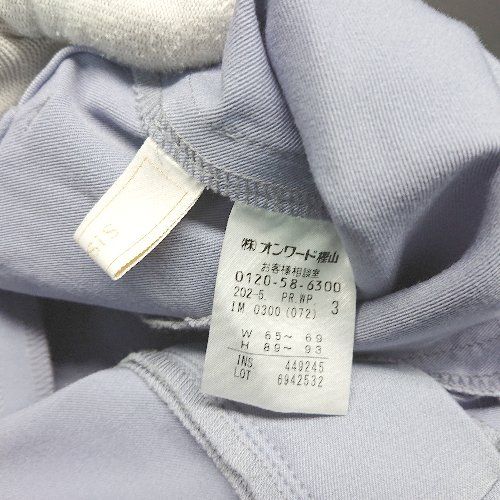 ㈱オンワード樫山
お客様相談室
0120-58-6300
202-5 PR.WP 3
IM 0300 (072)
W 65~ 69
H 89~ 93
INS 449245
LOT 6942532